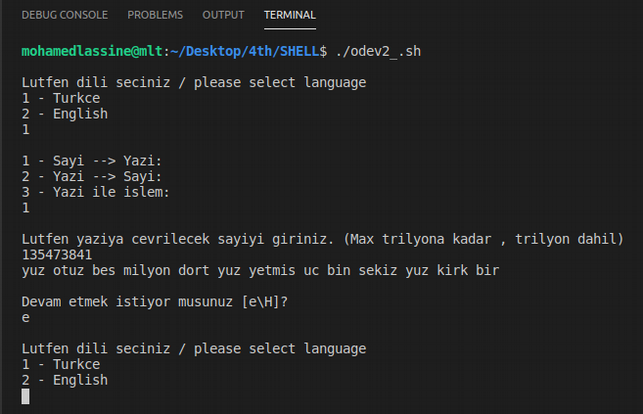 DEBUG CONSOLE PROBLEMS OUTPUT TERMINAL
mohamedlassine@mlt:~/Desktop/4th/SHELL$ ./odev2_.sh
Lutfen dili seciniz / please select language
1 - Turkce
2 - English
1
1 - Sayi --> Yazi:
2 - Yazi --> Sayi:
3 - Yazi ile islem:
1
Lutfen yaziya cevrilecek sayiyi giriniz. (Max trilyona kadar , trilyon dahil)
135473841
yuz otuz bes milyon dort yuz yetmis uc bin sekiz yuz kirk bir
Devam etmek istiyor musunuz [e\H]?
e
Lutfen dili seciniz / please select language
1 - Turkce
2 - English